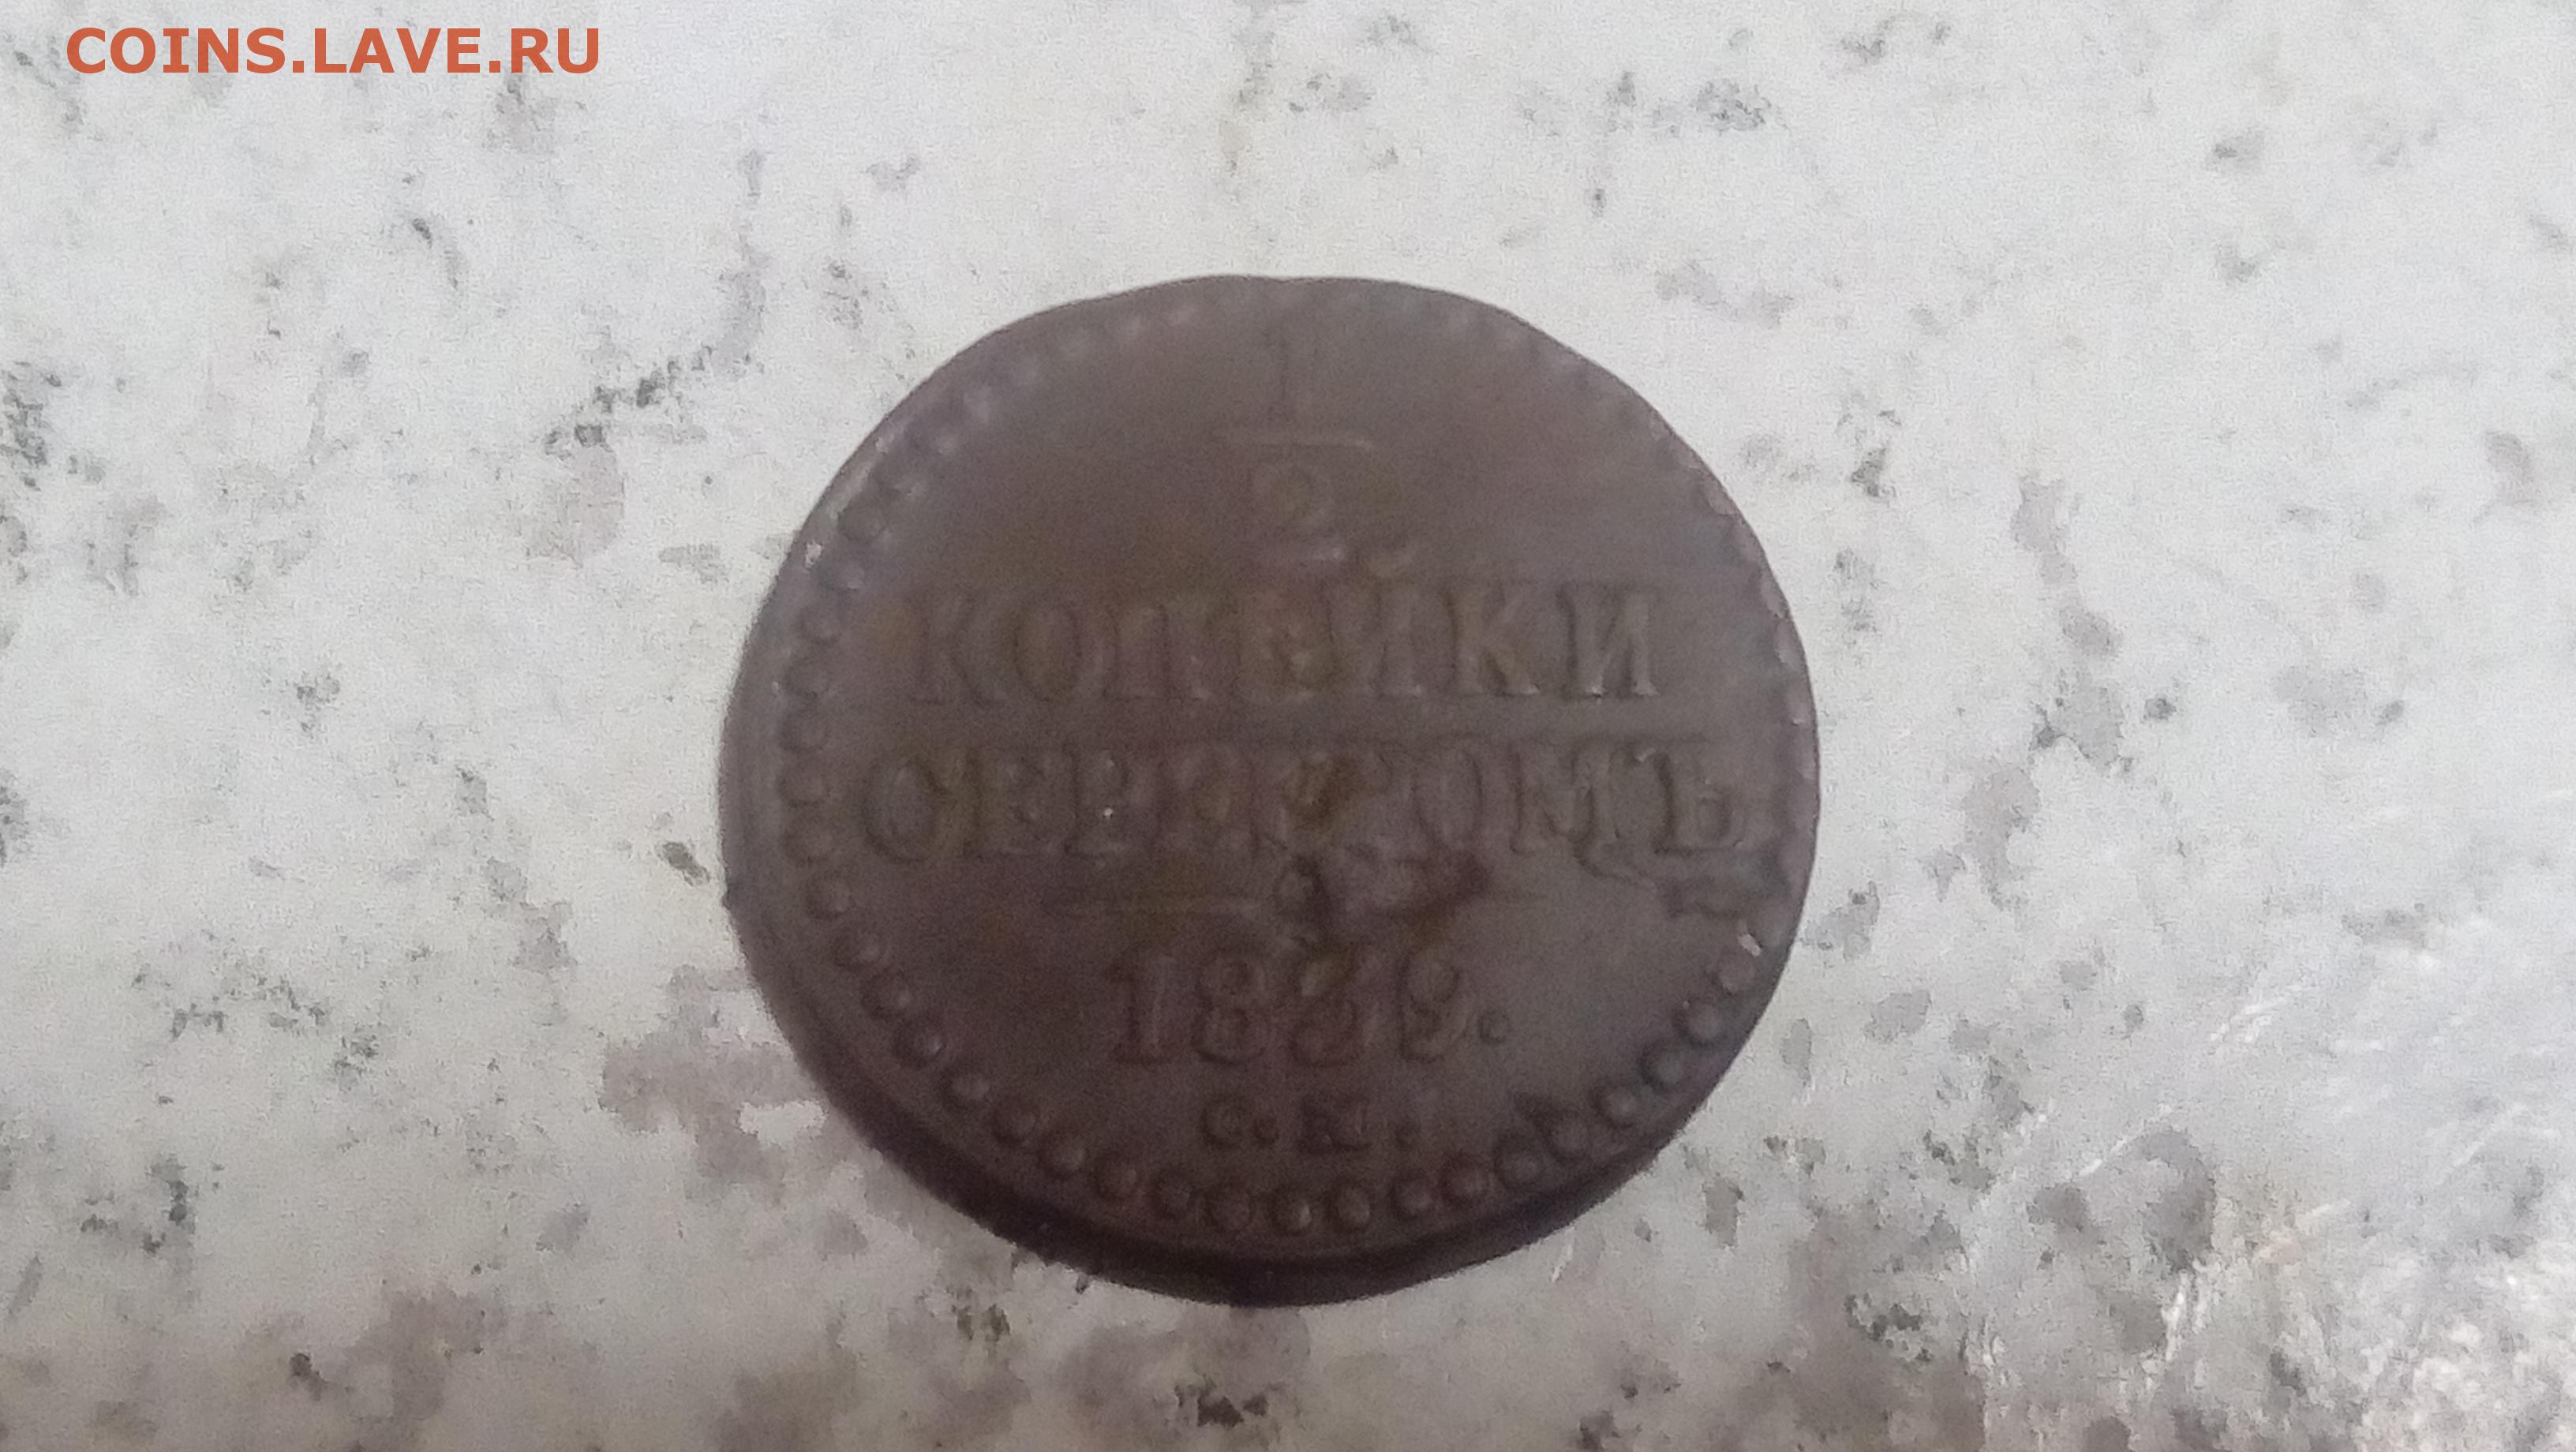 COINS.LAVE.RU
1
2
КОПѢЙКИ
СЕРЕБРОМЪ
1839.
С.М.